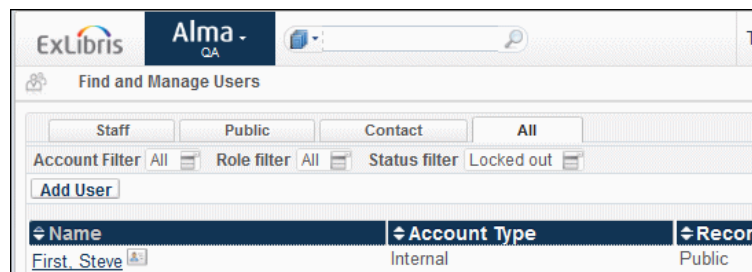 ExLibris Alma - QA
Find and Manage Users
Staff Public Contact All
Account Filter All Role filter All Status filter Locked out
Add User
Name Account Type Recor
First, Steve Internal Public